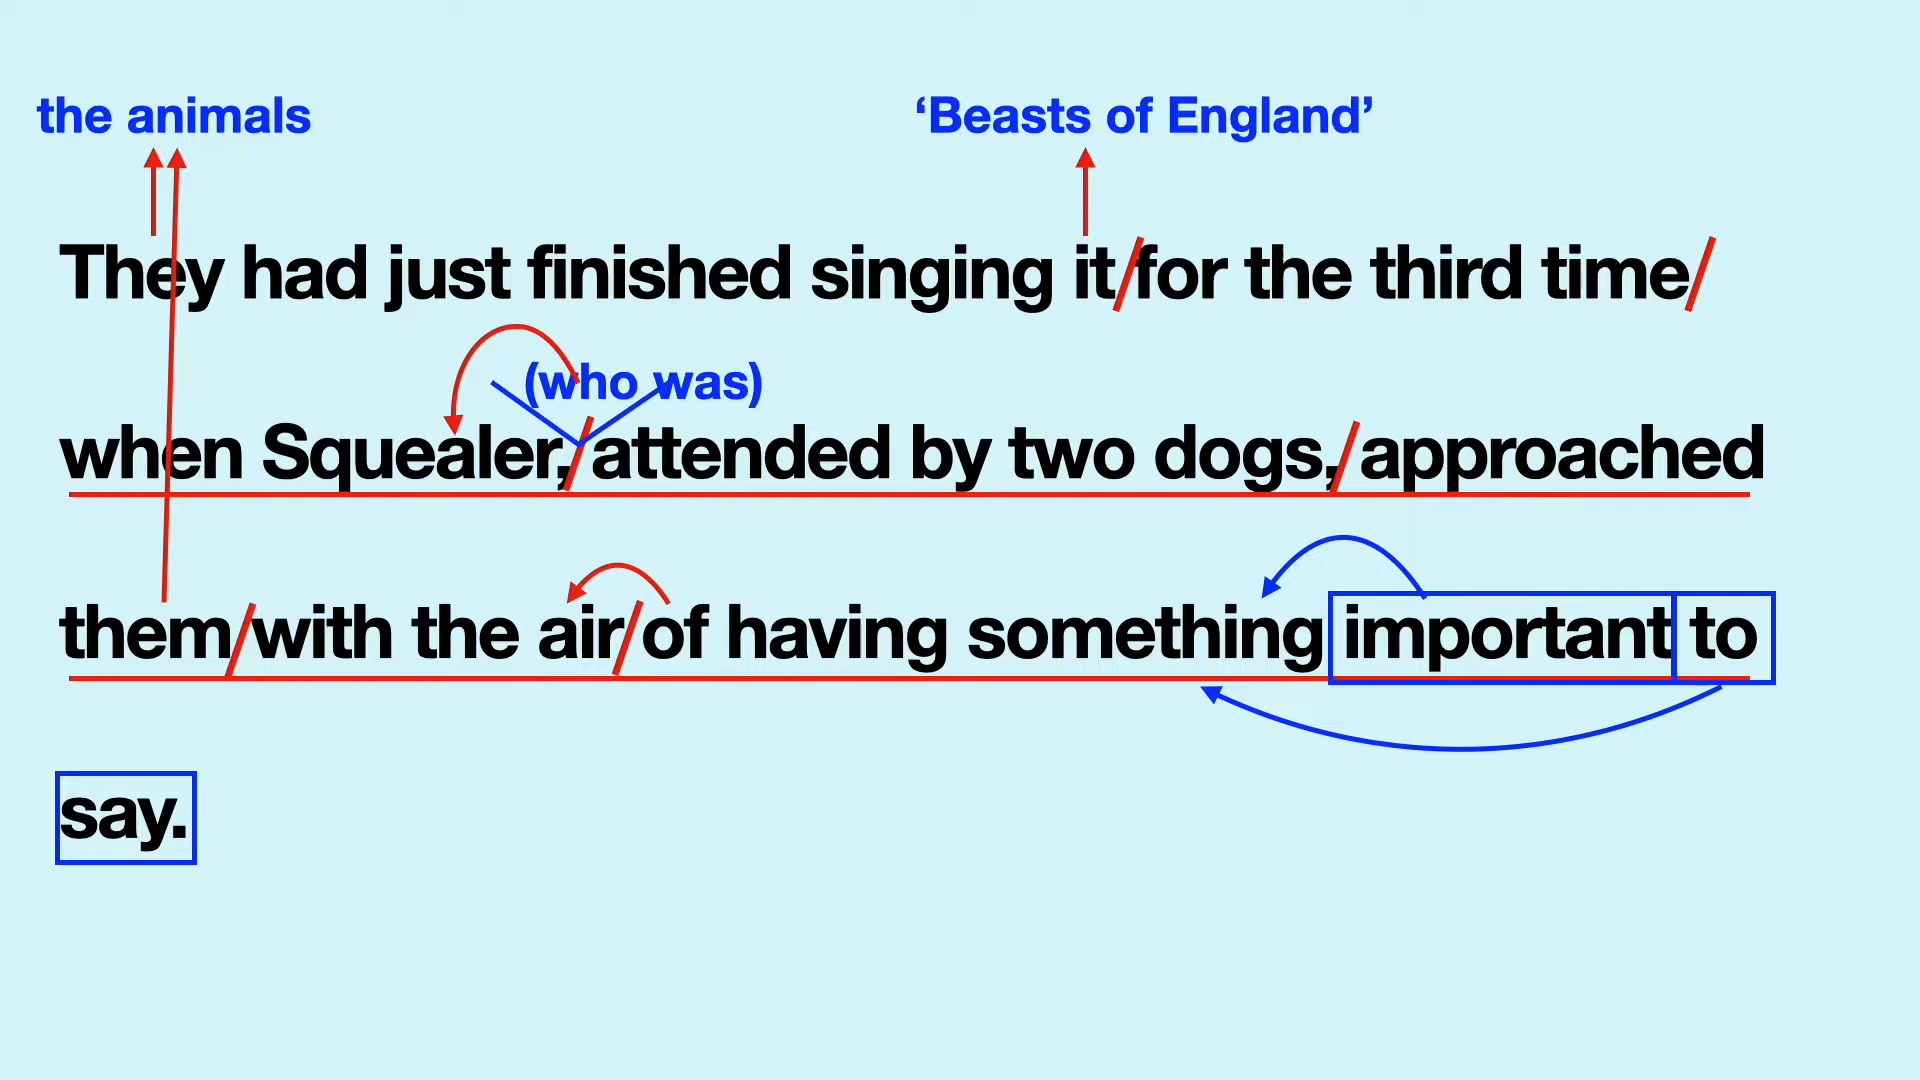 the animals ‘Beasts of England’
They had just finished singing it/for the third time/
(who was)
when Squealer,/attended by two dogs,/approached
them/with the air/of having something important to
say.